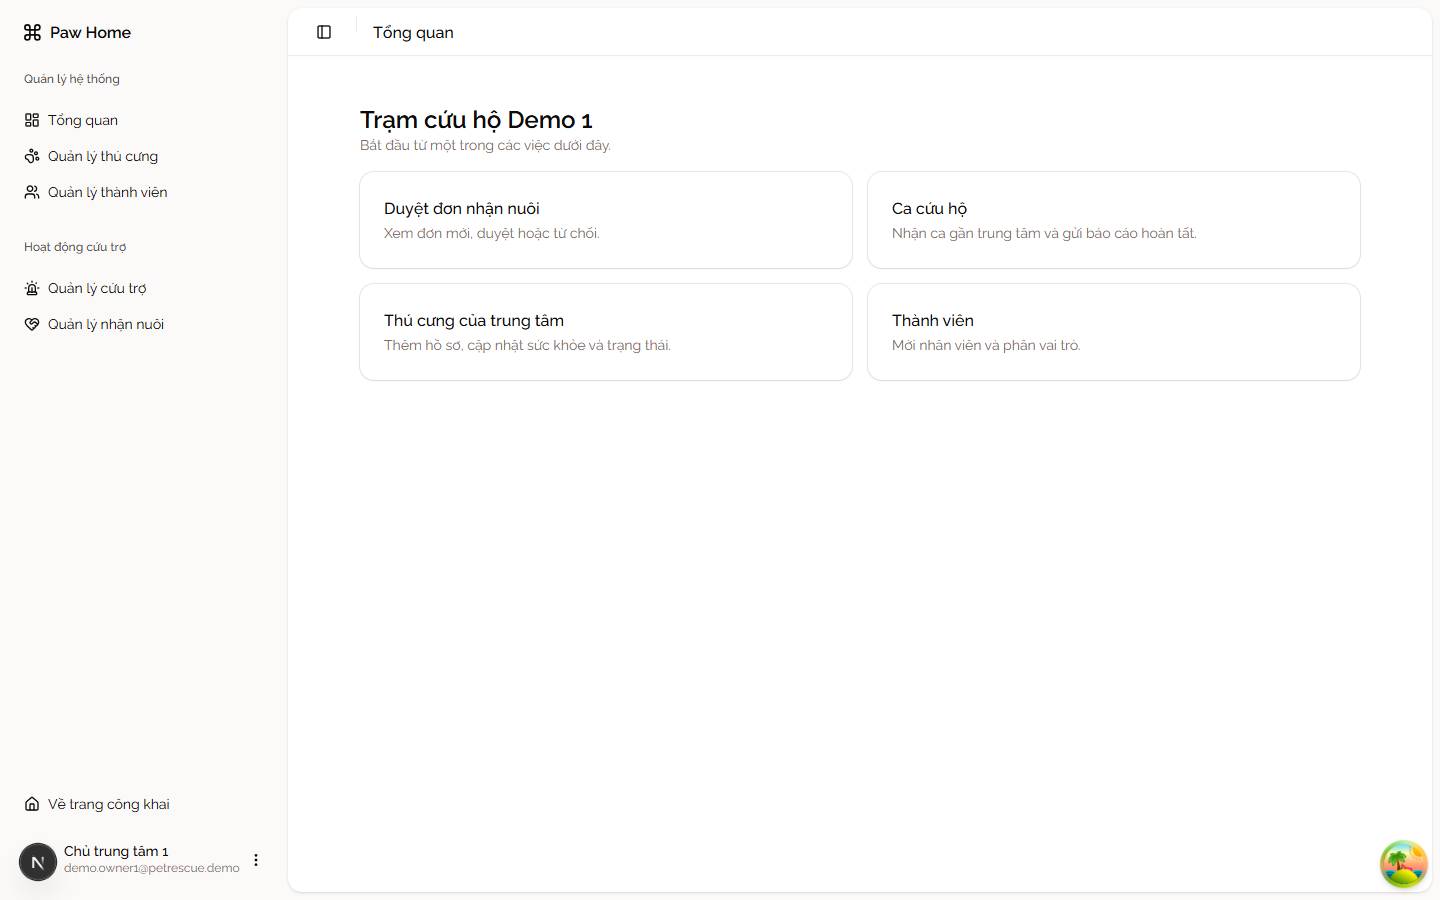 Paw Home
Quản lý hệ thống
Tổng quan
Quản lý thú cưng
Quản lý thành viên
Hoạt động cứu trợ
Quản lý cứu trợ
Quản lý nhận nuôi
Về trang công khai
N
Chủ trung tâm 1
demo.owner1@petrescue.demo
Tổng quan
Trạm cứu hộ Demo 1
Bắt đầu từ một trong các việc dưới đây.
Duyệt đơn nhận nuôi
Xem đơn mới, duyệt hoặc từ chối.
Ca cứu hộ
Nhận ca gần trung tâm và gửi báo cáo hoàn tất.
Thú cưng của trung tâm
Thêm hồ sơ, cập nhật sức khỏe và trạng thái.
Thành viên
Mời nhân viên và phân vai trò.